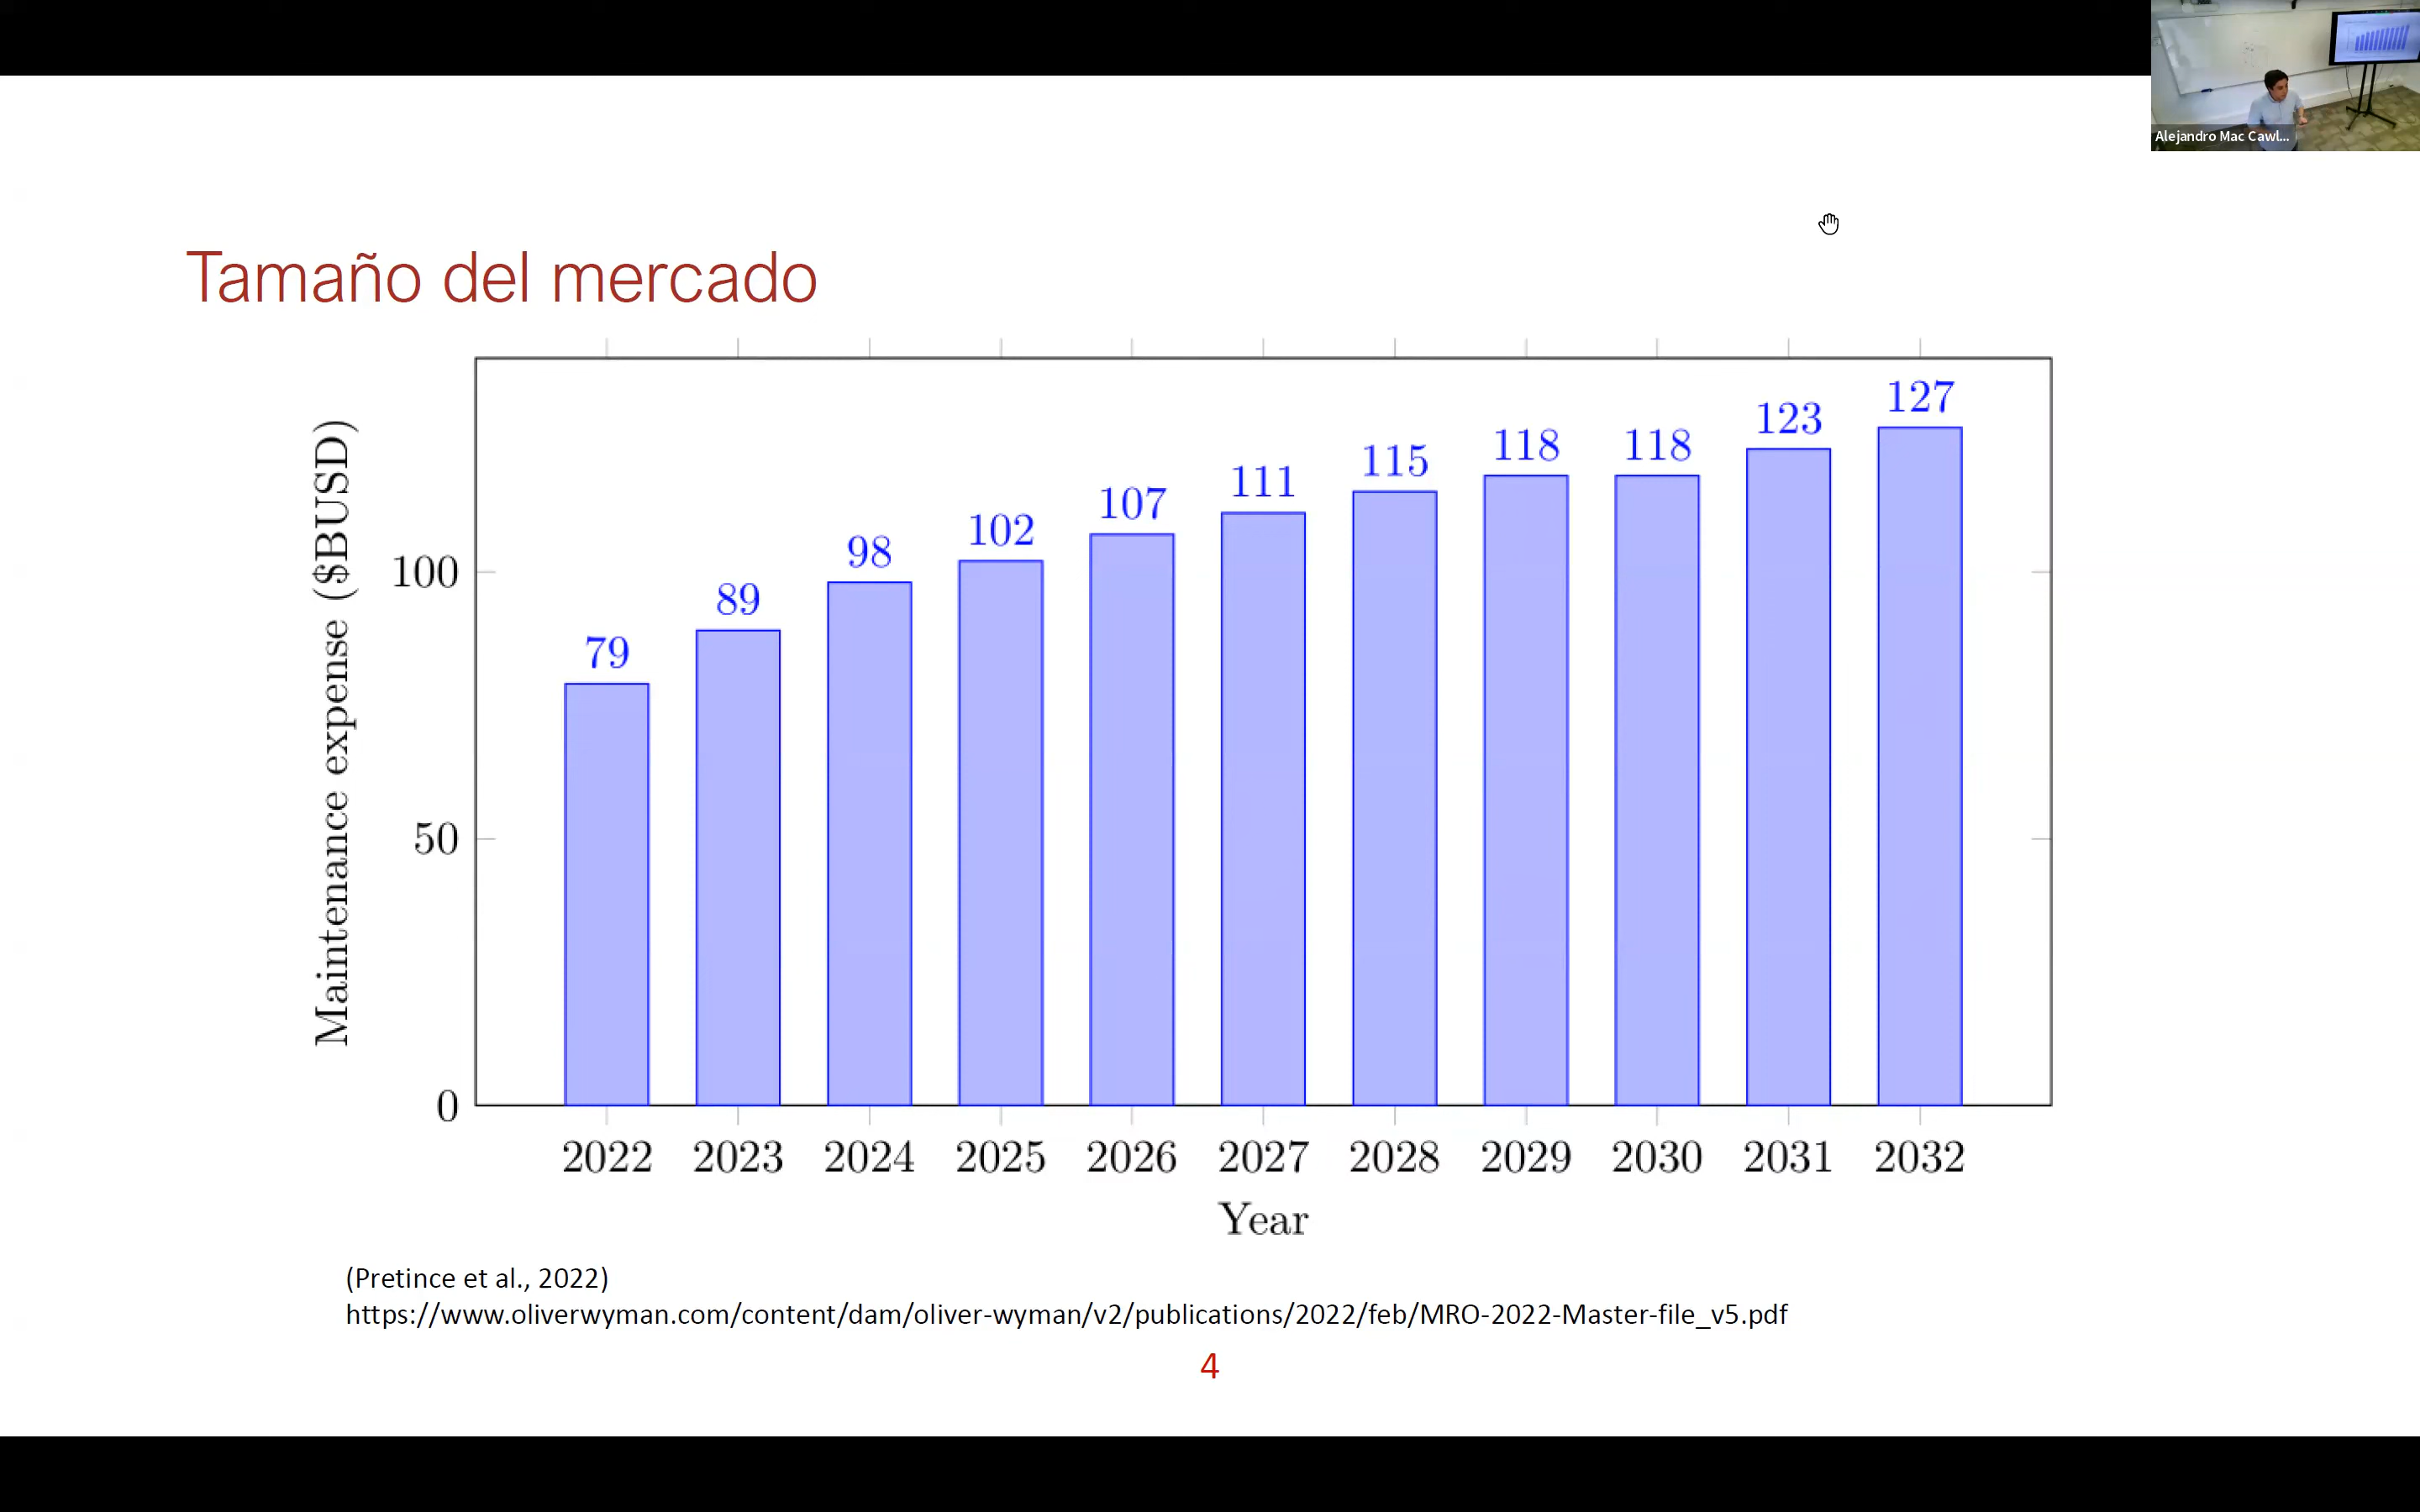 Alejandro Mac Cawl...
Tamaño del mercado
Maintenance expense ($BUSD)
100
50
0
79
89
98
102
107
111
115
118
118
123
127
2022 2023 2024 2025 2026 2027 2028 2029 2030 2031 2032
Year
(Pretince et al., 2022)
https://www.oliverwyman.com/content/dam/oliver-wyman/v2/publications/2022/feb/MRO-2022-Master-file_v5.pdf
4